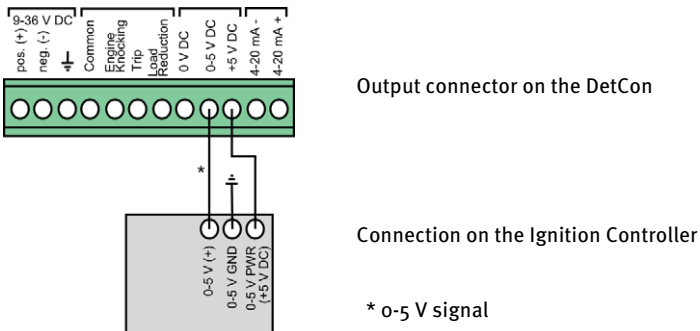 9-36 V DC
pos. (+)
neg. (-)
Common
Engine
Knocking
Trip
Load
Reduction
0 V DC
0-5 V DC
+5 V DC
4-20 mA -
4-20 mA +
Output connector on the DetCon
*
Connection on the Ignition Controller
0-5 V (+)
0-5 V GND
0-5 V PWR
(+5 V DC)
* 0-5 V signal